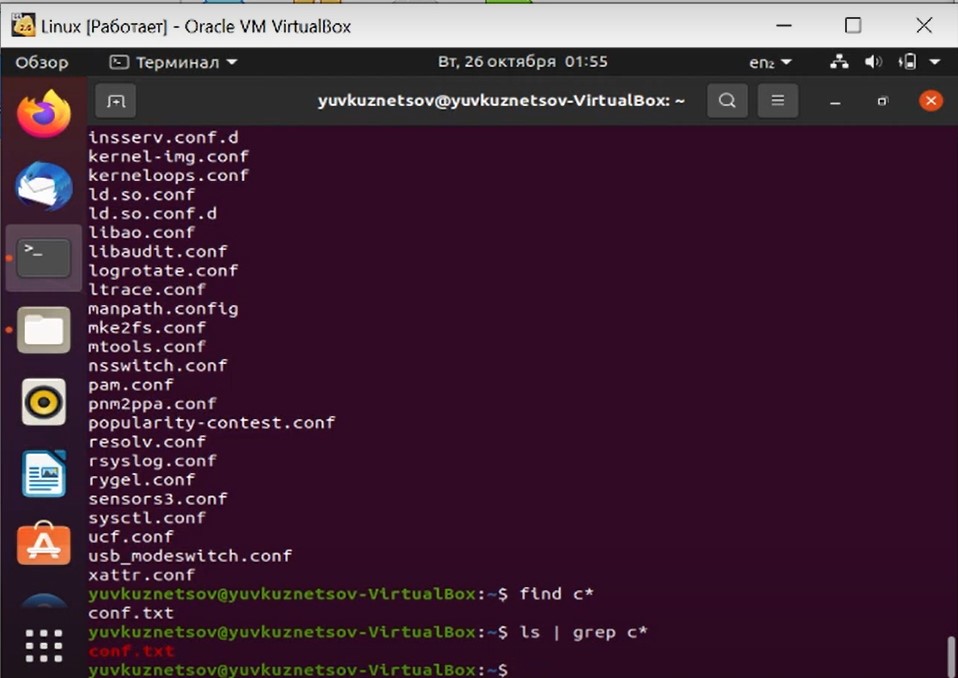 Linux [Работает] - Oracle VM VirtualBox
Обзор Терминал Вт, 26 октября 01:55 en₂
yuvkuznetsov@yuvkuznetsov-VirtualBox: ~
insserv.conf.d
kernel-img.conf
kerneloops.conf
ld.so.conf
ld.so.conf.d
libao.conf
libaudit.conf
logrotate.conf
ltrace.conf
manpath.config
mke2fs.conf
mtools.conf
nsswitch.conf
pam.conf
pnm2ppa.conf
popularity-contest.conf
resolv.conf
rsyslog.conf
rygel.conf
sensors3.conf
sysctl.conf
ucf.conf
usb_modeswitch.conf
xattr.conf
yuvkuznetsov@yuvkuznetsov-VirtualBox:~$ find c*
conf.txt
yuvkuznetsov@yuvkuznetsov-VirtualBox:~$ ls | grep c*
conf.txt
yuvkuznetsov@yuvkuznetsov-VirtualBox:~$